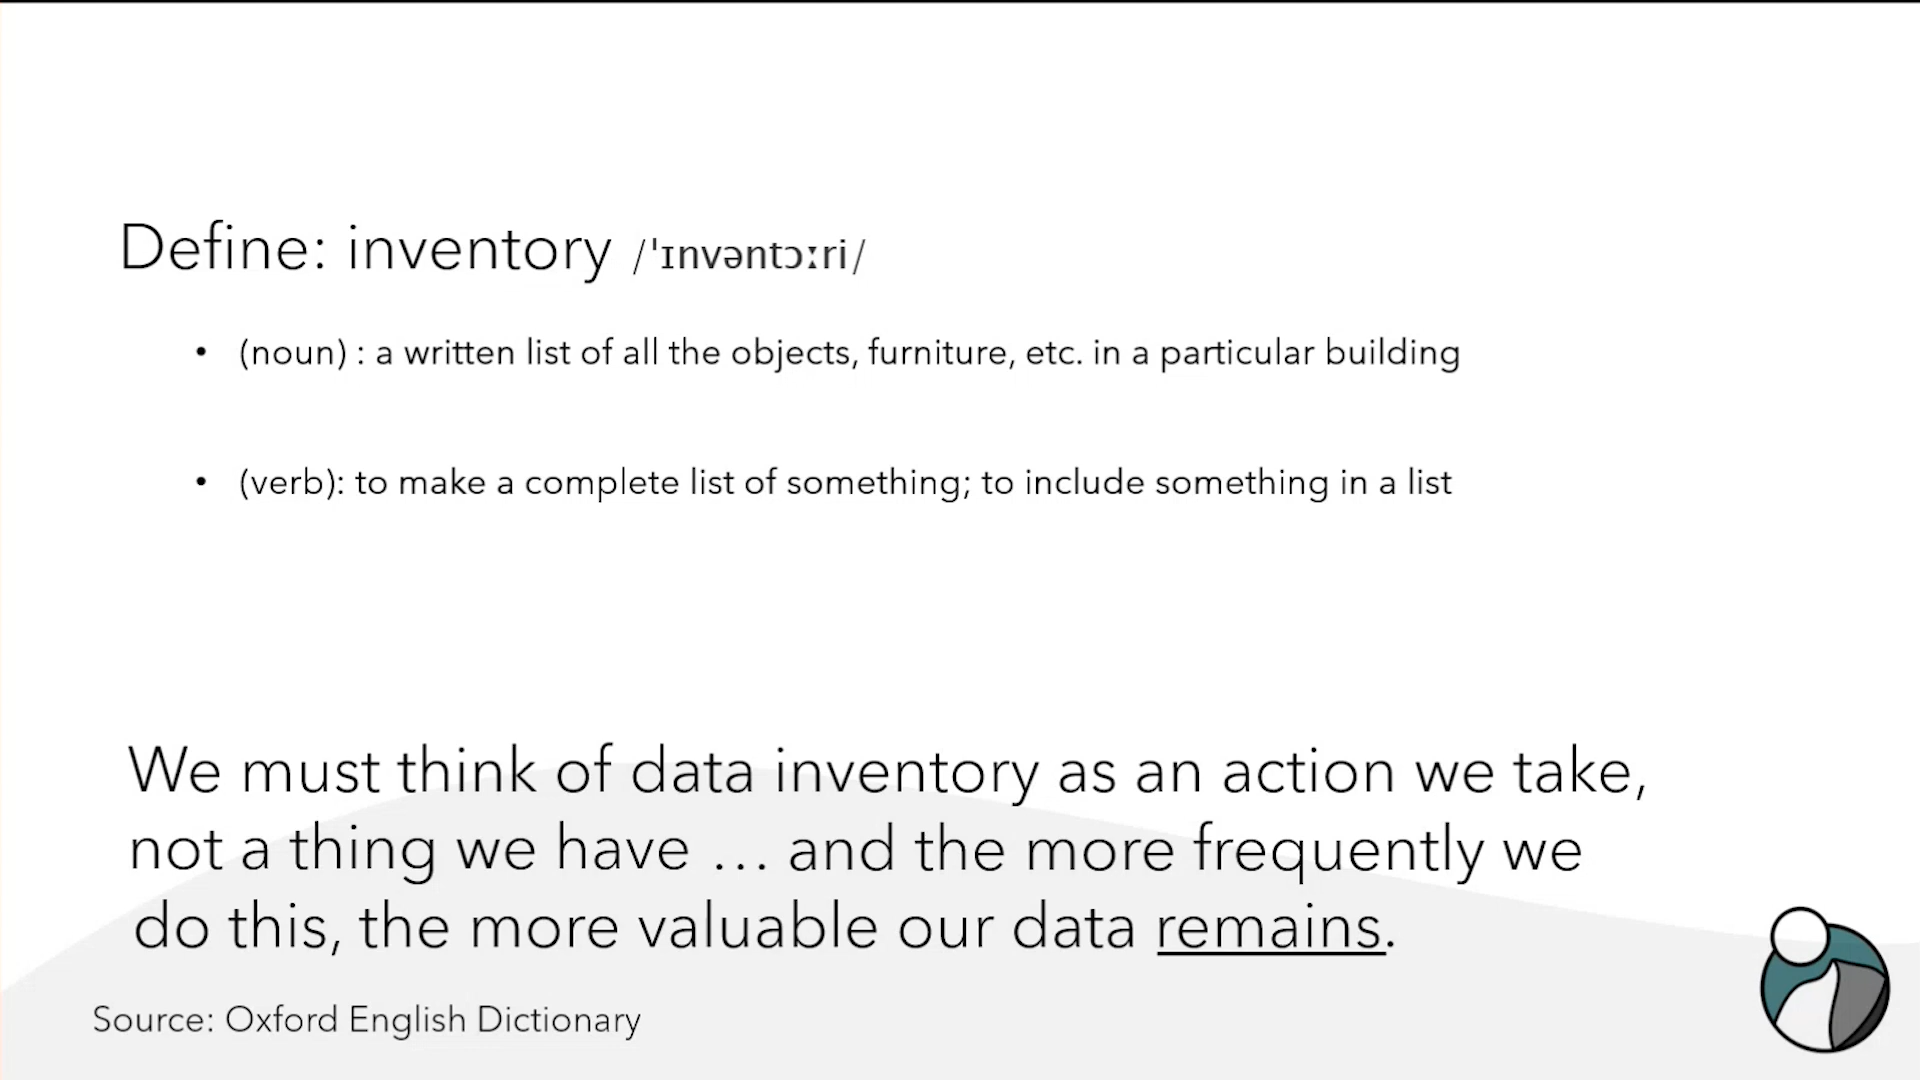 Define: inventory /ˈɪnvəntɔːri/
• (noun) : a written list of all the objects, furniture, etc. in a particular building
• (verb): to make a complete list of something; to include something in a list
We must think of data inventory as an action we take,
not a thing we have … and the more frequently we
do this, the more valuable our data remains.
Source: Oxford English Dictionary